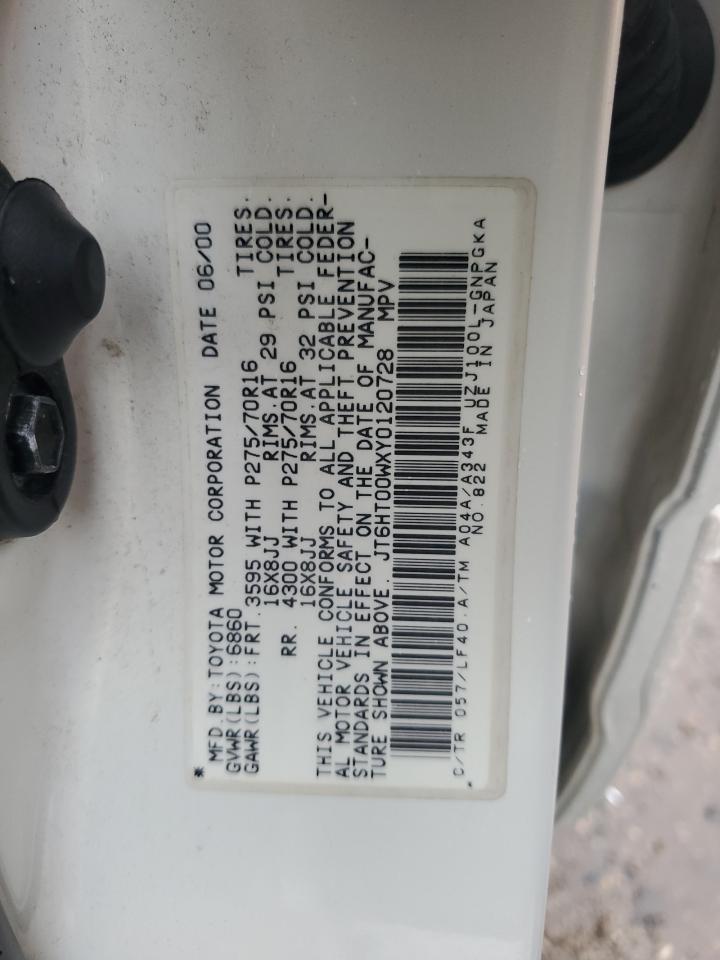 * MFD.BY:TOYOTA MOTOR CORPORATION DATE 06/00
GVWR(LBS):6860
GAWR(LBS):FRT.3595 WITH P275/70R16 TIRES.
16X8JJ RIMS.AT 29 PSI COLD.
RR. 4300 WITH P275/70R16 TIRES.
16X8JJ RIMS.AT 32 PSI COLD.
THIS VEHICLE CONFORMS TO ALL APPLICABLE FEDER-
AL MOTOR VEHICLE SAFETY AND THEFT PREVENTION
STANDARDS IN EFFECT ON THE DATE OF MANUFAC-
TURE SHOWN ABOVE. JT6HT00WXY0120728 MPV
C/TR 057/LF40.A/TM A04A/A343F UZJ100L-GNPGKA
NO.822 MADE IN JAPAN